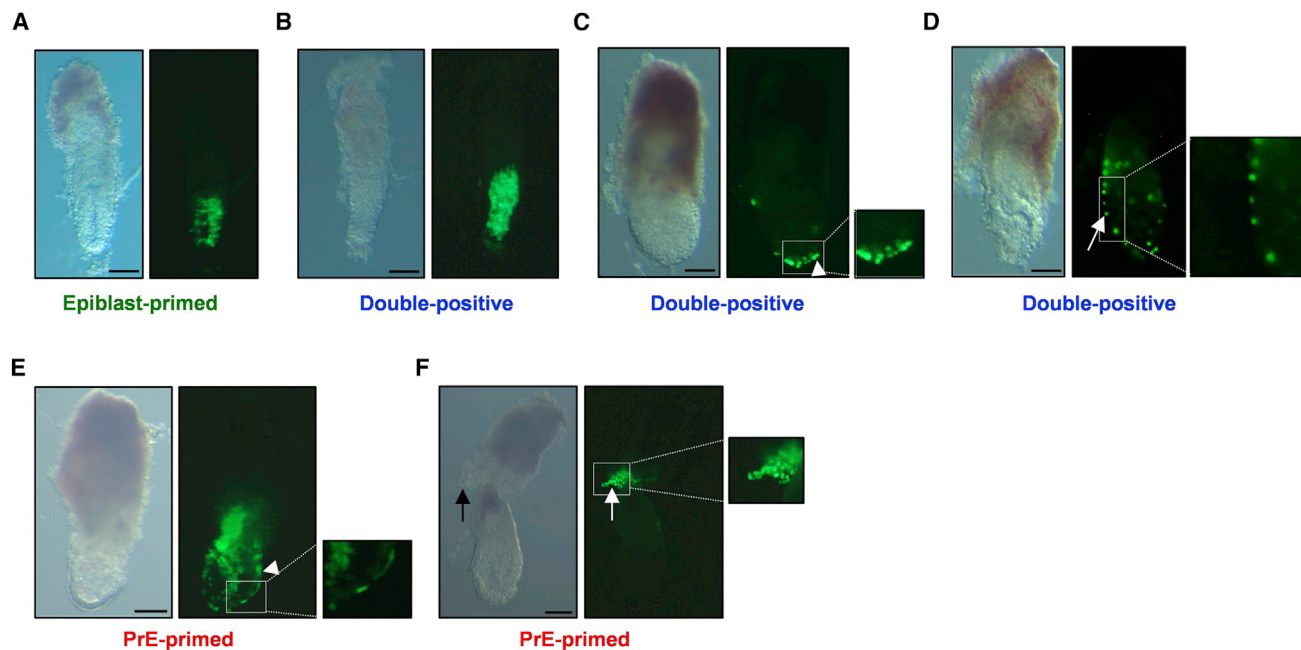 A
B
C
D
Epiblast-primed
Double-positive
Double-positive
Double-positive
E
F
PrE-primed
PrE-primed